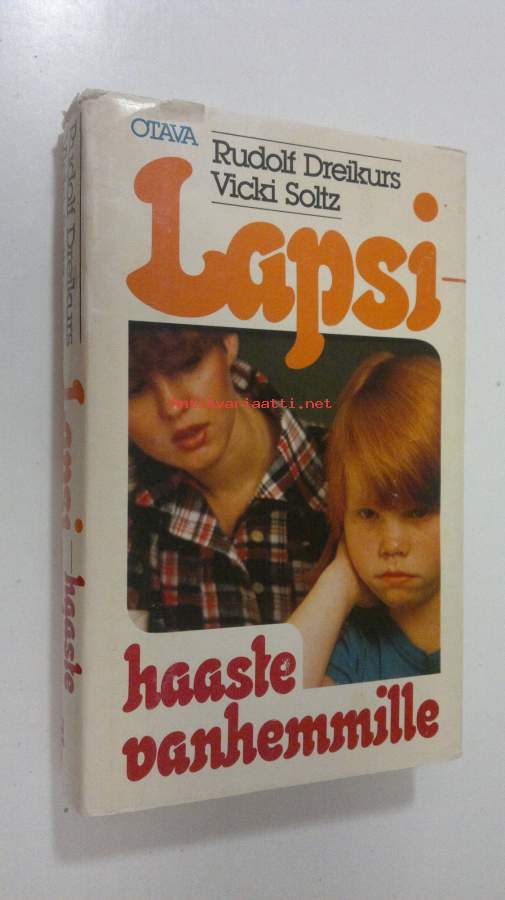 OTAVA
Rudolf Dreikurs
Vicki Soltz
Lapsi–
haaste
vanhemmille
Rudolf Dreikurs
Lapsi–haaste
antikvariaatti.net